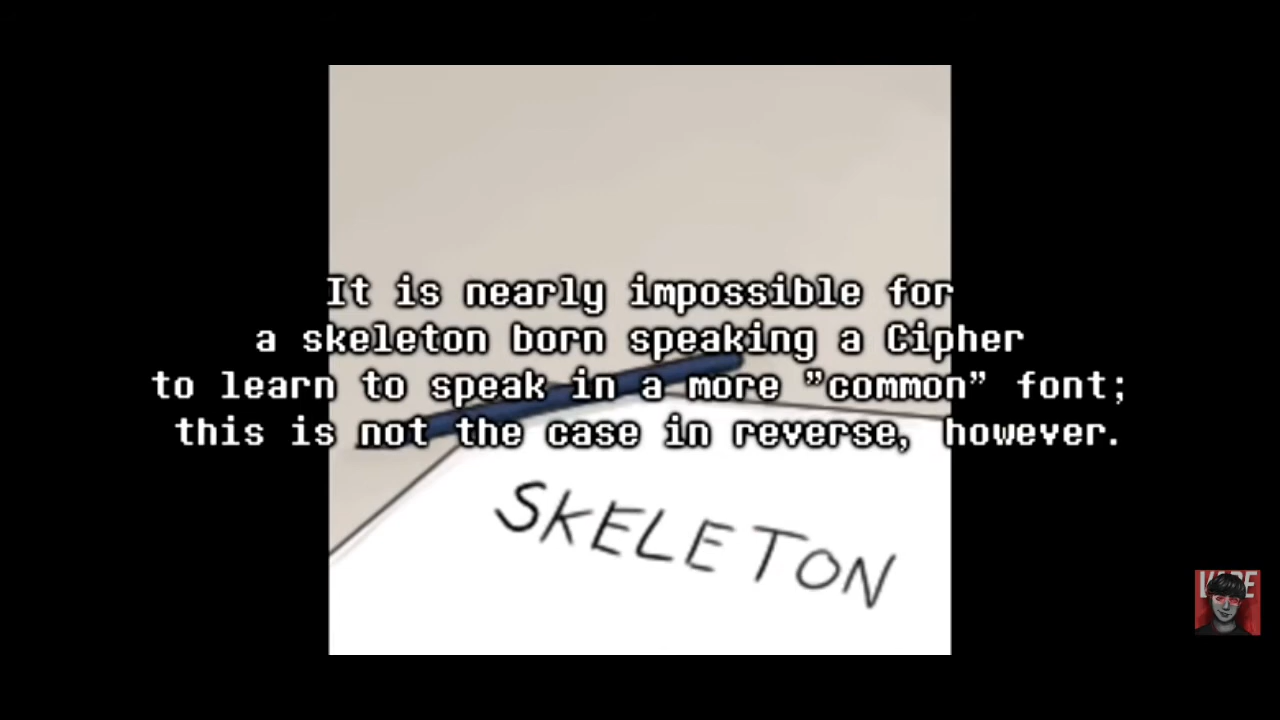 It is nearly impossible for
a skeleton born speaking a Cipher
to learn to speak in a more ”common” font;
this is not the case in reverse, however.
SKELETON